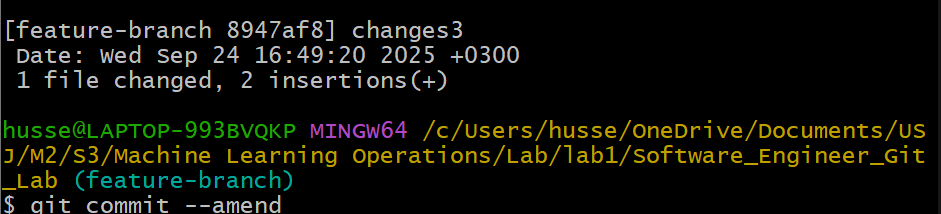 [feature-branch 8947af8] changes3
 Date: Wed Sep 24 16:49:20 2025 +0300
 1 file changed, 2 insertions(+)
husse@LAPTOP-993BVQKP MINGW64 /c/Users/husse/OneDrive/Documents/US
J/M2/S3/Machine Learning Operations/Lab/lab1/Software_Engineer_Git
_Lab (feature-branch)
$ git commit --amend